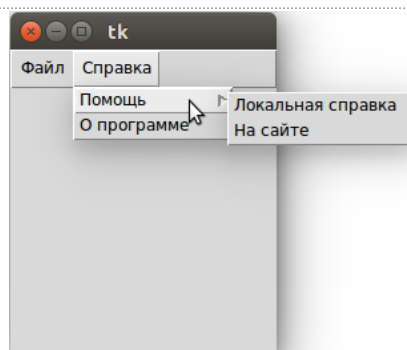 tk
Файл Справка
Помощь
О программе
Локальная справка
На сайте